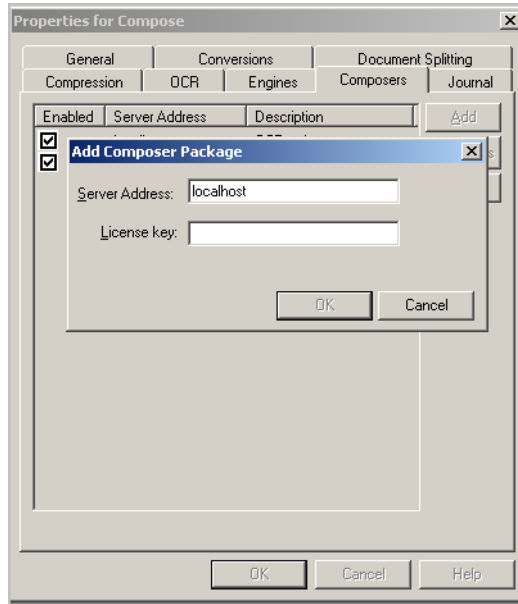 Properties for Compose
General Conversions Document Splitting
Compression OCR Engines Composers Journal
Enabled Server Address Description Add
Add Composer Package
Server Address: localhost
License key:
OK Cancel
OK Cancel Help